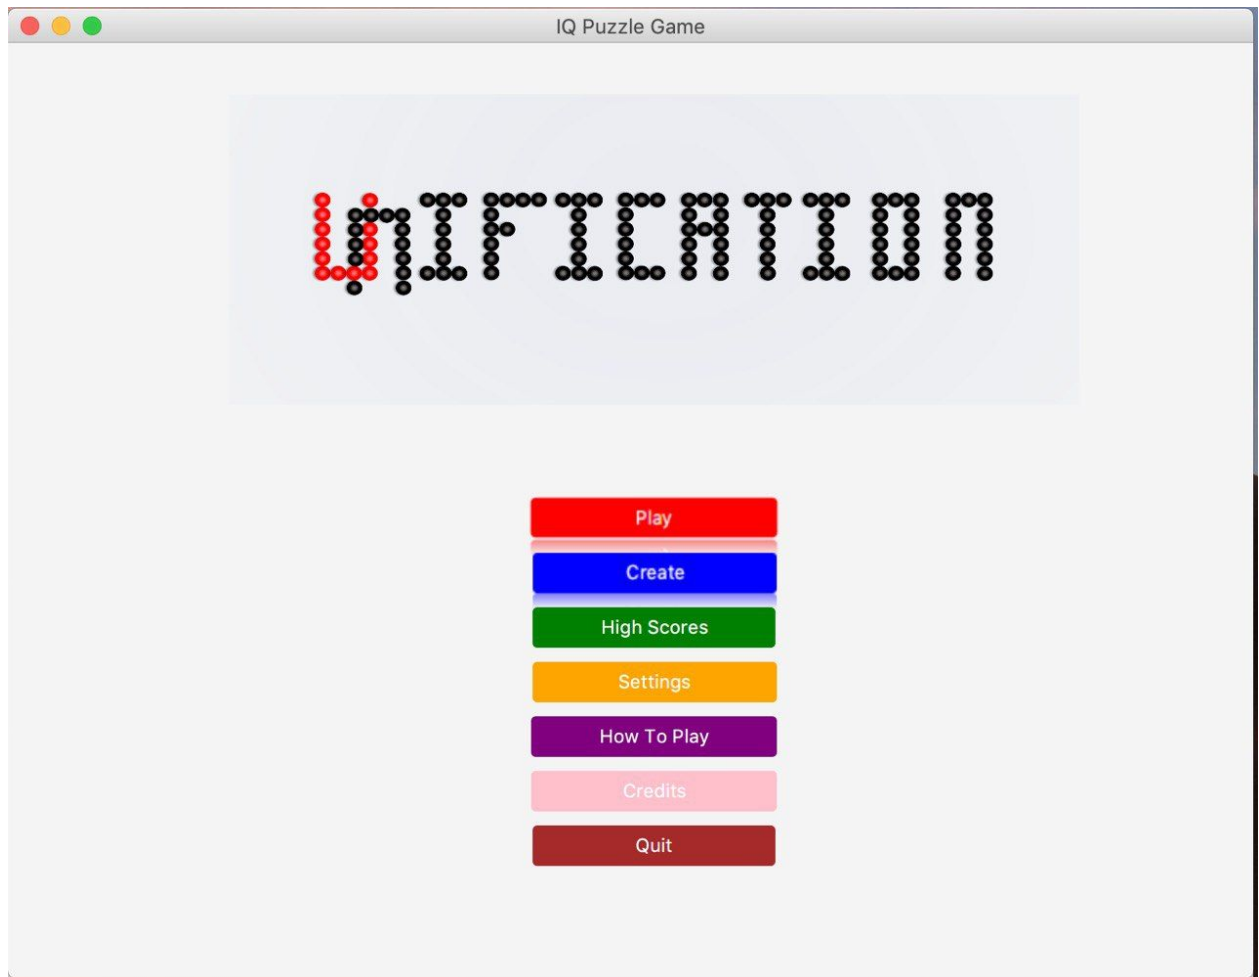 IQ Puzzle Game
UNIFICATION
Play
Create
High Scores
Settings
How To Play
Credits
Quit